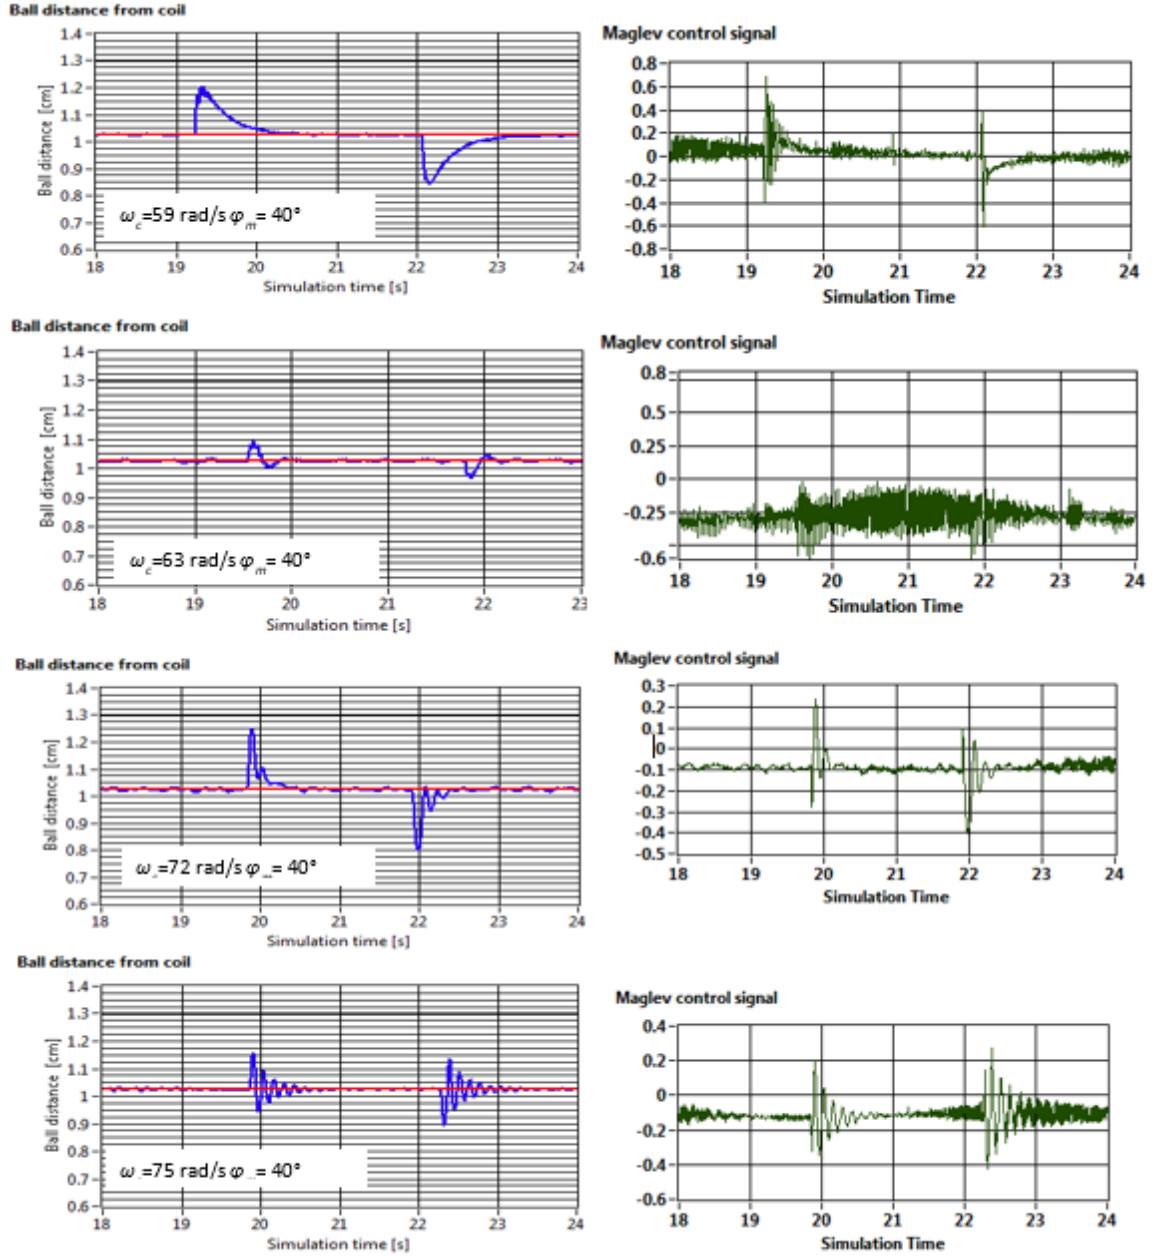 Ball distance from coil
Ball distance [cm]
1.4
1.3
1.2
1.1
1
0.9
0.8
0.7
0.6
ω_c=59 rad/s φ_m= 40°
18 19 20 21 22 23 24
Simulation time [s]
Maglev control signal
0.8
0.6
0.4
0.2
0
-0.2
-0.4
-0.6
-0.8
18 19 20 21 22 23 24
Simulation Time
Ball distance from coil
Ball distance [cm]
1.4
1.3
1.2
1.1
1
0.9
0.8
0.7
0.6
ω_c=63 rad/s φ_m= 40°
18 19 20 21 22 23
Simulation time [s]
Maglev control signal
0.8
0.5
0.25
0
-0.25
-0.6
18 19 20 21 22 23 24
Simulation Time
Ball distance from coil
Ball distance [cm]
1.4
1.3
1.2
1.1
1
0.9
0.8
0.7
0.6
ω =72 rad/s φ = 40°
18 19 20 21 22 23 24
Simulation time [s]
Maglev control signal
0.3
0.2
0.1
0
-0.1
-0.2
-0.3
-0.4
-0.5
18 19 20 21 22 23 24
Simulation Time
Ball distance from coil
Ball distance [cm]
1.4
1.3
1.2
1.1
1
0.9
0.8
0.7
0.6
ω =75 rad/s φ = 40°
18 19 20 21 22 23 24
Simulation time [s]
Maglev control signal
0.4
0.2
0
-0.2
-0.4
-0.6
18 19 20 21 22 23 24
Simulation Time